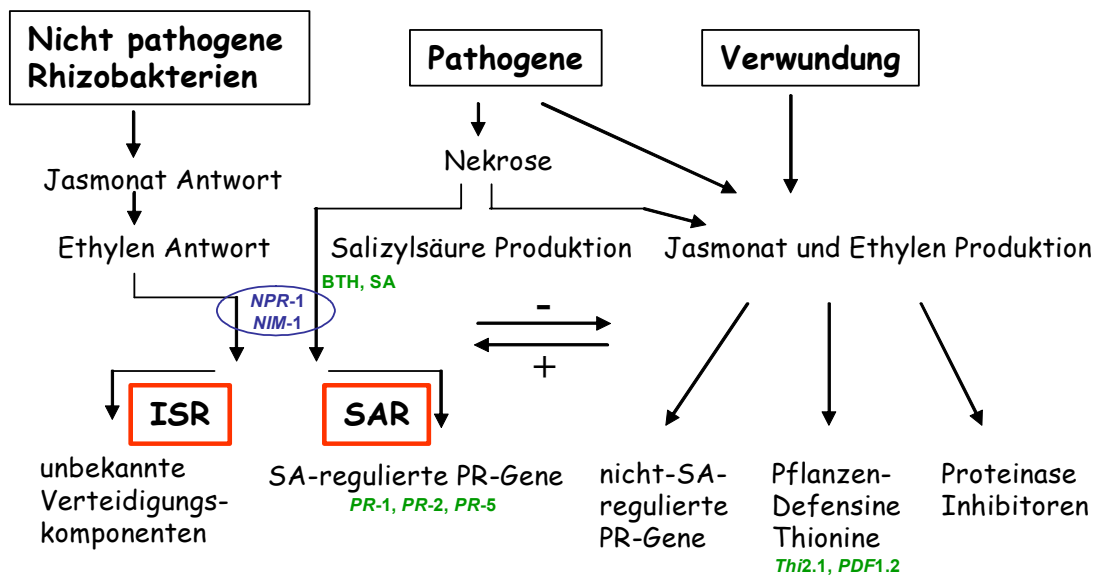 Nicht pathogene
Rhizobakterien
Pathogene
Verwundung
Nekrose
Jasmonat Antwort
Ethylen Antwort
Salizylsäure Produktion
Jasmonat und Ethylen Produktion
BTH, SA
NPR-1
NIM-1
-
+
ISR
SAR
unbekannte
Verteidigungs-
komponenten
SA-regulierte PR-Gene
PR-1, PR-2, PR-5
nicht-SA-
regulierte
PR-Gene
Pflanzen-
Defensine
Thionine
Thi2.1, PDF1.2
Proteinase
Inhibitoren